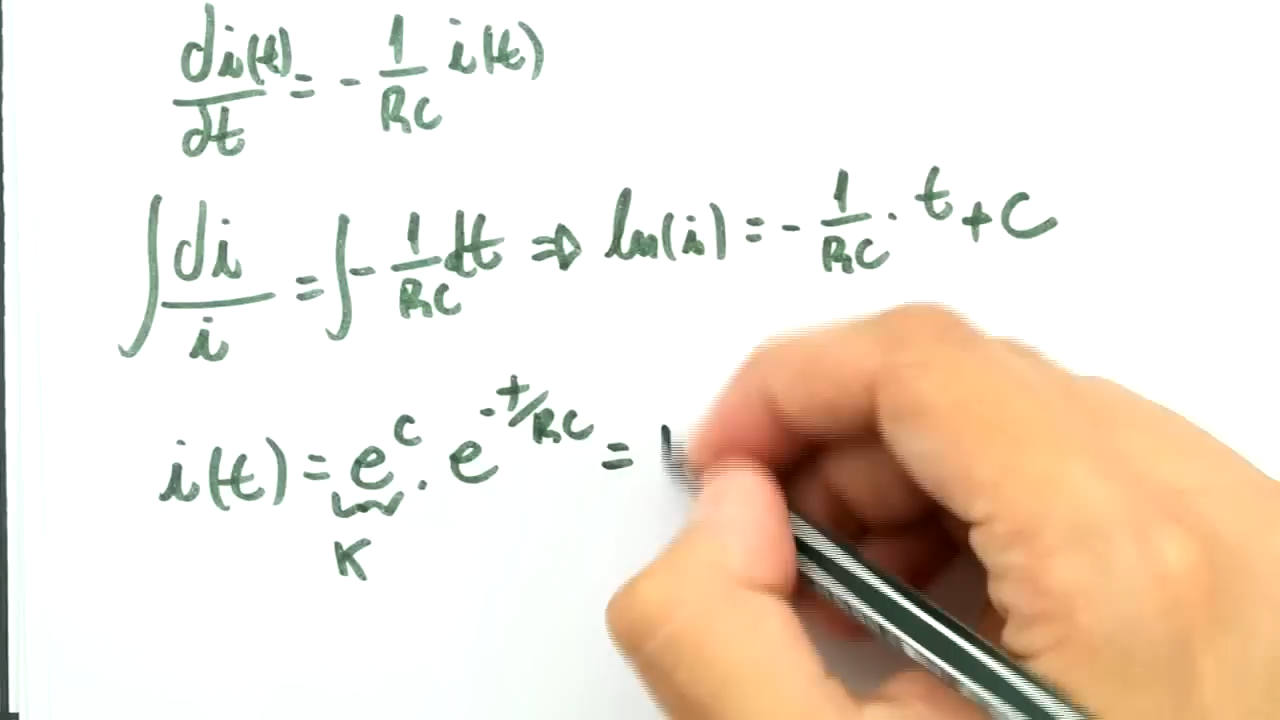 di(t)/dt = - 1/RC i(t)
∫ di/i = ∫ - 1/RC dt ⇒ ln(i) = - 1/RC · t + C
i(t) = e^C · e^-t/RC =
K